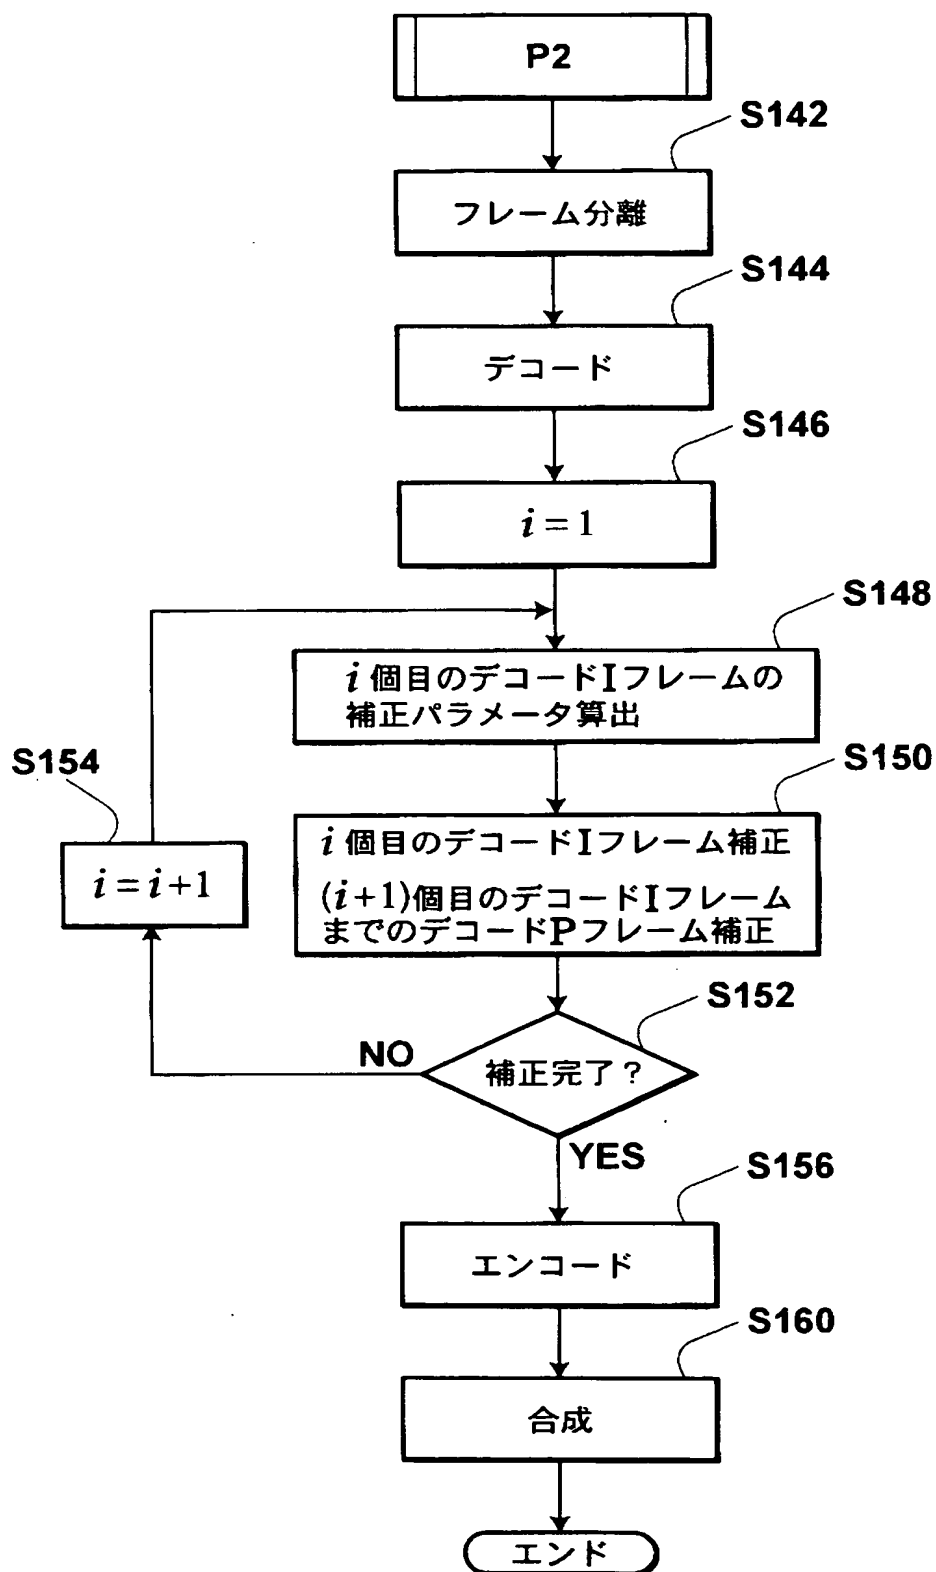 P2
S142
フレーム分離
S144
デコード
S146
i = 1
S148
i 個目のデコードIフレームの
補正パラメータ算出
S154
i = i+1
S150
i 個目のデコードIフレーム補正
(i+1)個目のデコードIフレーム
までのデコードPフレーム補正
S152
NO
補正完了？
YES
S156
エンコード
S160
合成
エンド